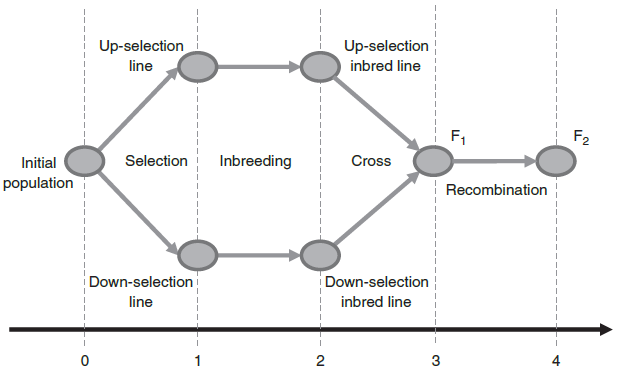 Up-selection
line
Up-selection
inbred line
F1
F2
Initial
population
Selection
Inbreeding
Cross
Recombination
Down-selection
line
Down-selection
inbred line
0 1 2 3 4